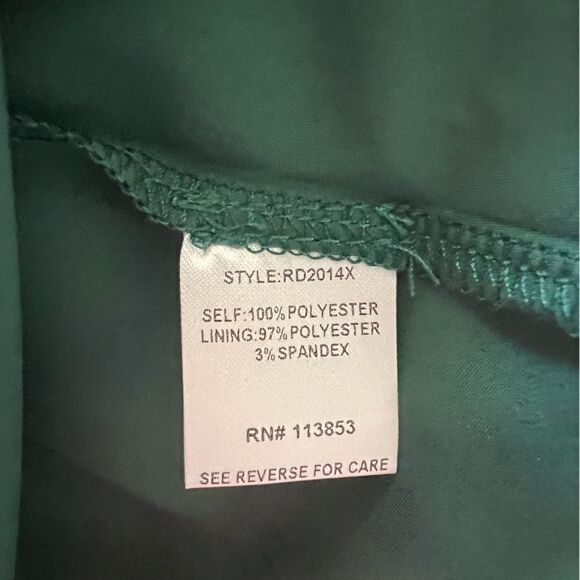 STYLE:RD2014X
SELF:100%POLYESTER
LINING:97%POLYESTER
3%SPANDEX
RN# 113853
SEE REVERSE FOR CARE